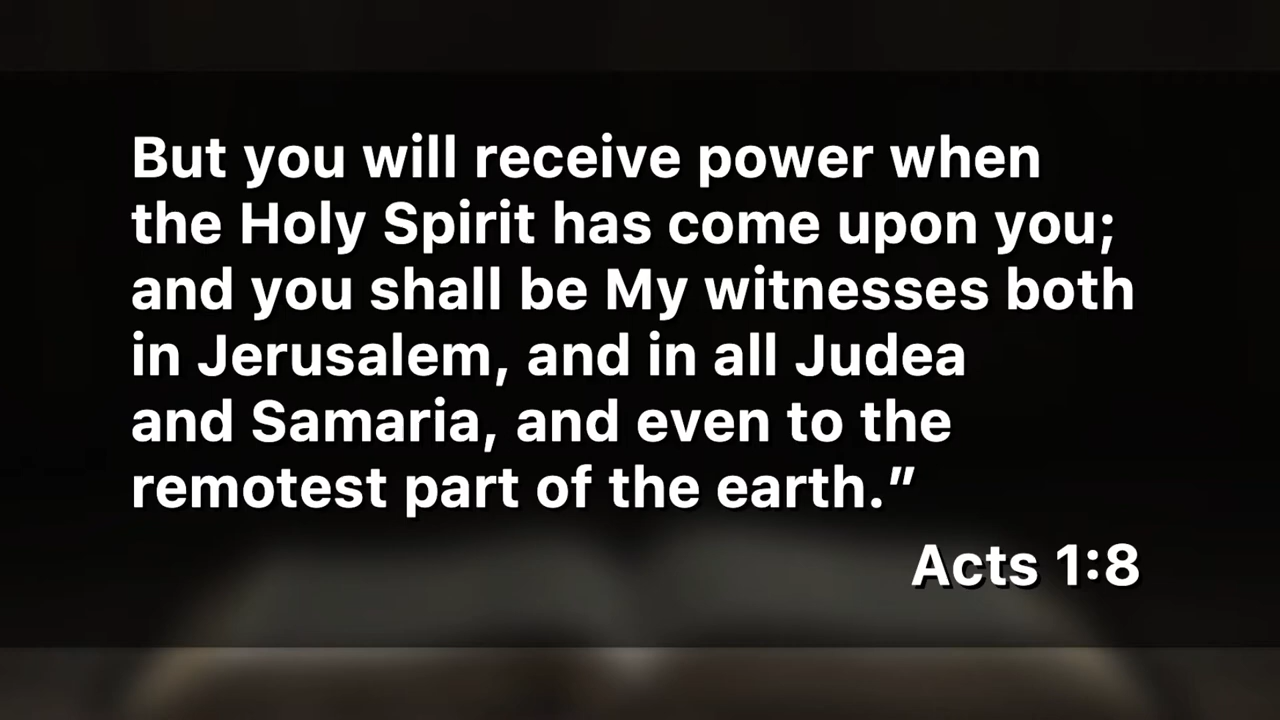 But you will receive power when
the Holy Spirit has come upon you;
and you shall be My witnesses both
in Jerusalem, and in all Judea
and Samaria, and even to the
remotest part of the earth.”
Acts 1:8